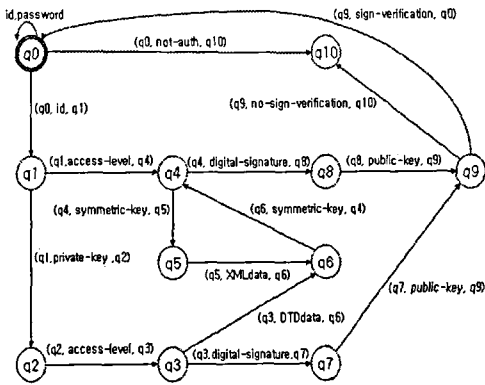 id,password
(q9, sign-verification, q0)
q0
(q0, not-auth, q10)
q10
(q0, id, q1)
(q9, no-sign-verification, q10)
q1
(q1,access-level, q4)
q4
(q4, digital-signature, q8)
q8
(q8, public-key, q9)
q9
(q4, symmetric-key, q5)
(q6, symmetric-key, q4)
(q1,private-key ,q2)
q5
(q5, XMLdata, q6)
q6
(q7, public-key, q9)
(q3, DTDdata, q6)
q2
(q2, access-level, q3)
q3
(q3,digital-signature,q7)
q7